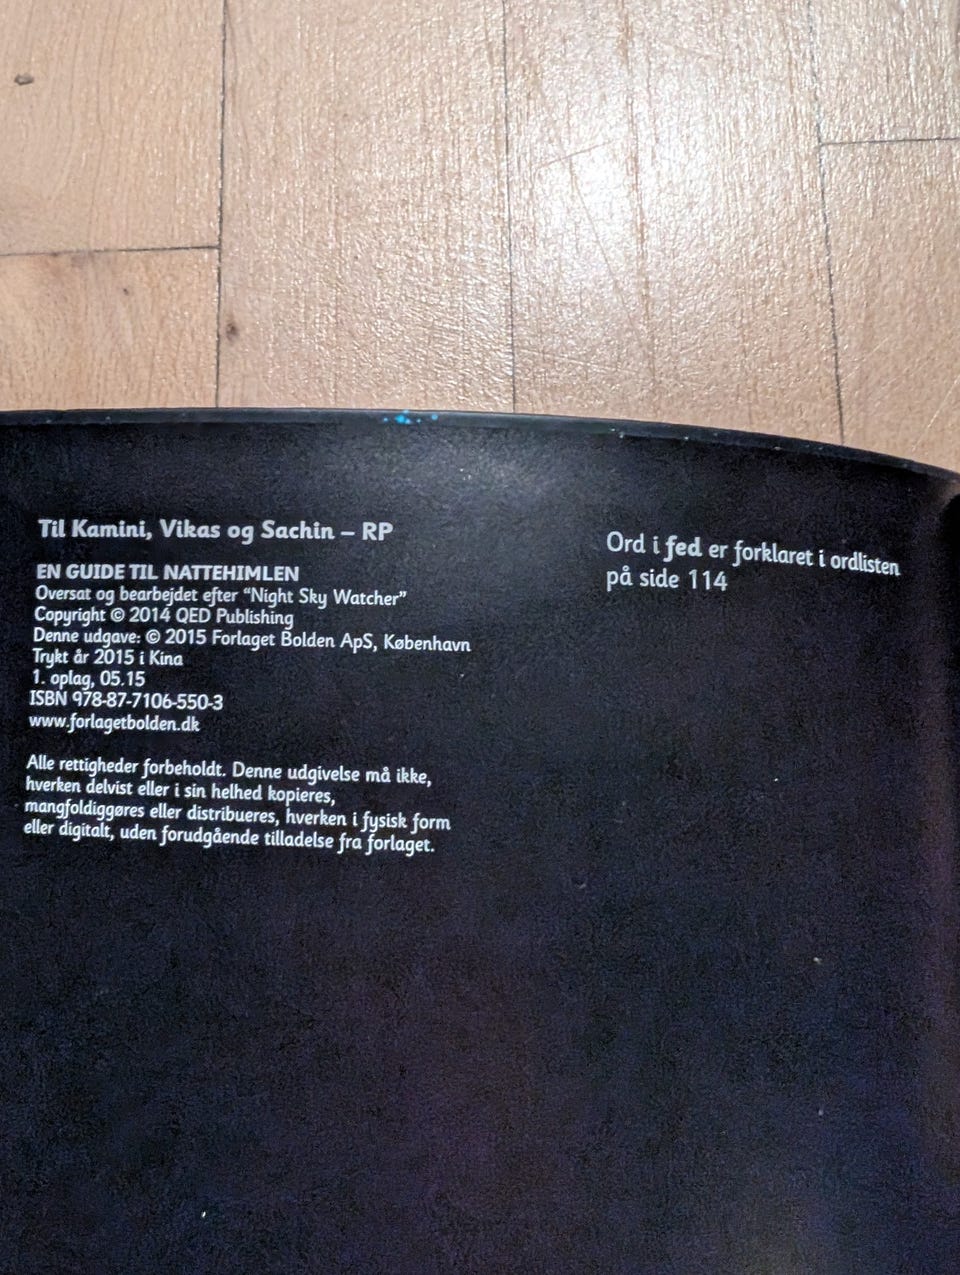 Til Kamini, Vikas og Sachin – RP
EN GUIDE TIL NATTEHIMLEN
Oversat og bearbejdet efter “Night Sky Watcher”
Copyright © 2014 QED Publishing
Denne udgave: © 2015 Forlaget Bolden ApS, København
Trykt år 2015 i Kina
1. oplag, 05.15
ISBN 978-87-7106-550-3
www.forlagetbolden.dk
Alle rettigheder forbeholdt. Denne udgivelse må ikke,
hverken delvist eller i sin helhed kopieres,
mangfoldiggøres eller distribueres, hverken i fysisk form
eller digitalt, uden forudgående tilladelse fra forlaget.
Ord i fed er forklaret i ordlisten
på side 114